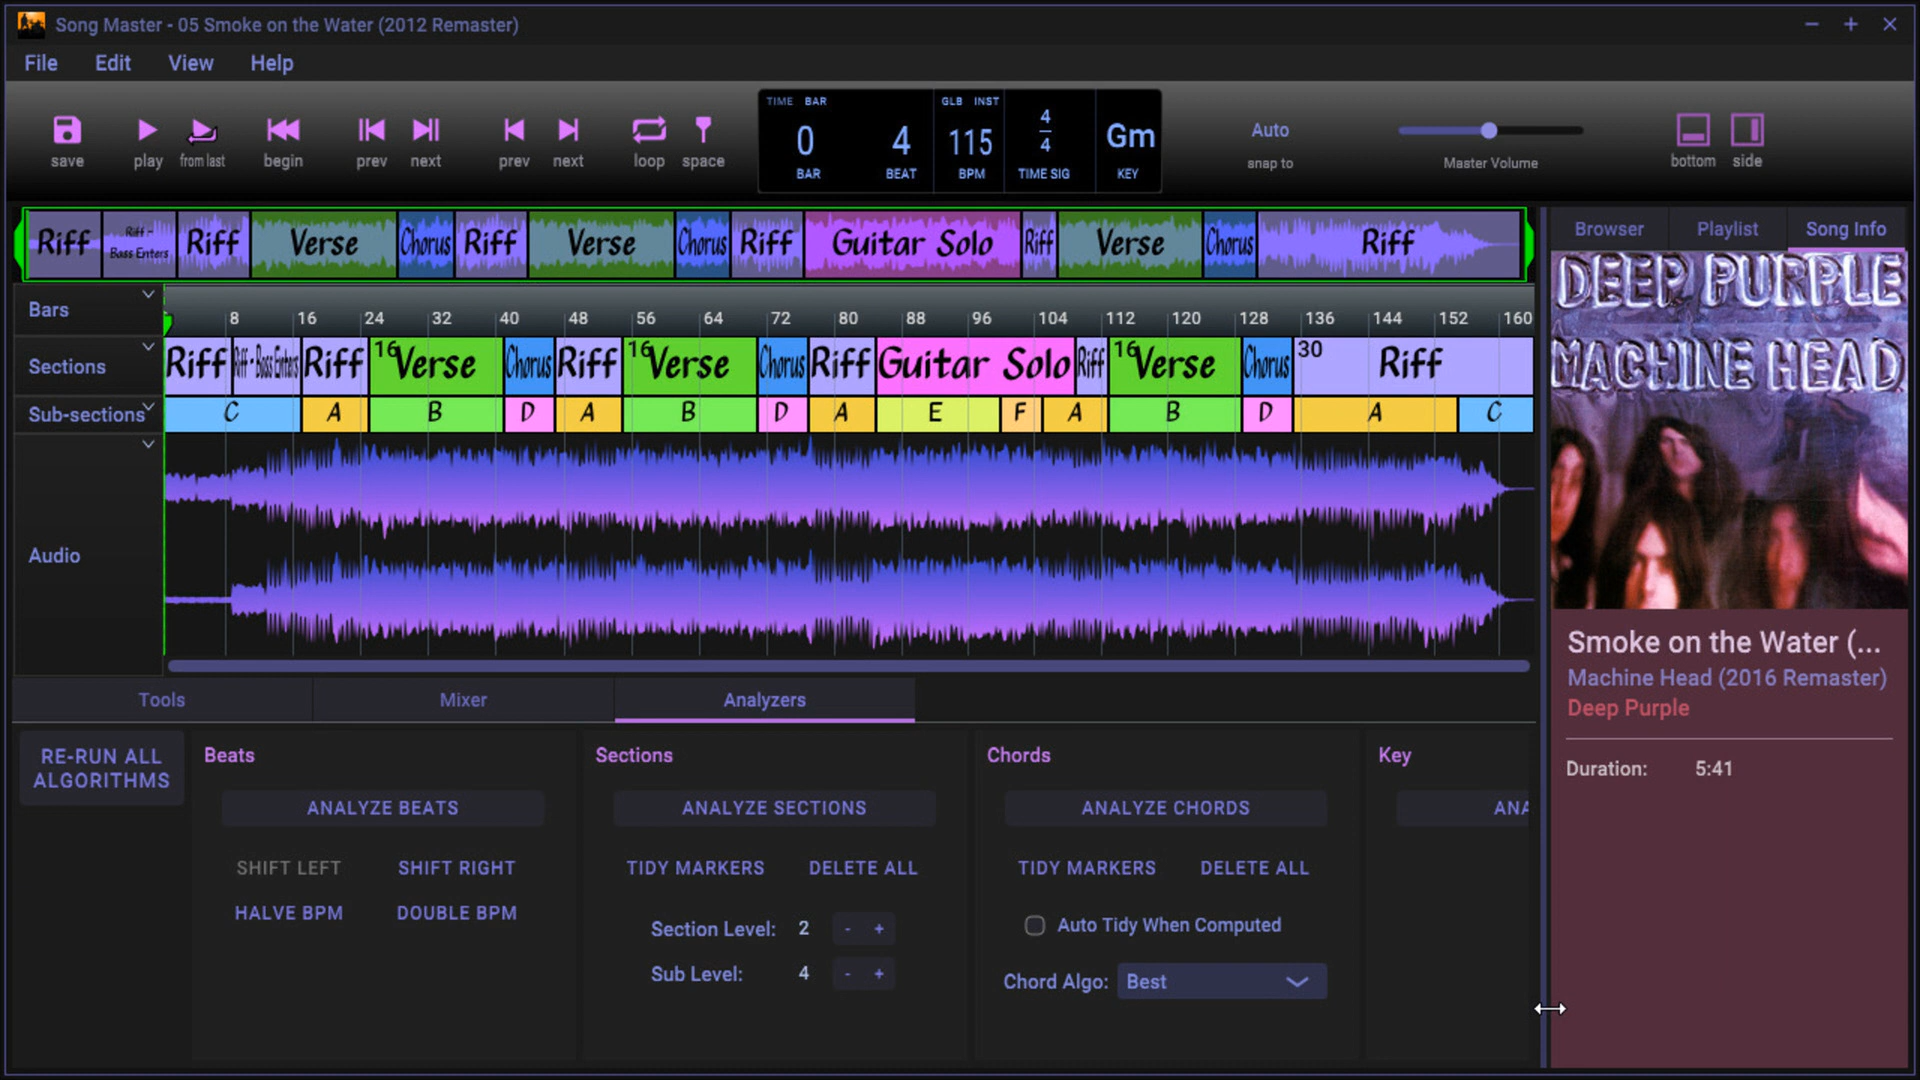 Song Master - 05 Smoke on the Water (2012 Remaster)
File Edit View Help
save play from last begin prev next prev next loop space
TIME BAR GLB INST
0 4 115 4/4 Gm
BAR BEAT BPM TIME SIG KEY
Auto
snap to
Master Volume
bottom side
Riff Riff - Bass Enters Riff Verse Chorus Riff Verse Chorus Riff Guitar Solo Riff Verse Chorus Riff
Browser Playlist Song Info
Bars
8 16 24 32 40 48 56 64 72 80 88 96 104 112 120 128 136 144 152 160
Sections
Riff Riff - Bass Enters Riff 16 Verse Chorus Riff 16 Verse Chorus Riff Guitar Solo Riff 16 Verse Chorus 30 Riff
Sub-sections
C A B D A B D A E F A B D A C
Audio
DEEP PURPLE
MACHINE HEAD
Smoke on the Water (...
Machine Head (2016 Remaster)
Deep Purple
Duration: 5:41
Tools Mixer Analyzers
RE-RUN ALL
ALGORITHMS
Beats
ANALYZE BEATS
SHIFT LEFT SHIFT RIGHT
HALVE BPM DOUBLE BPM
Sections
ANALYZE SECTIONS
TIDY MARKERS DELETE ALL
Section Level: 2 - +
Sub Level: 4 - +
Chords
ANALYZE CHORDS
TIDY MARKERS DELETE ALL
Auto Tidy When Computed
Chord Algo: Best
Key
ANA